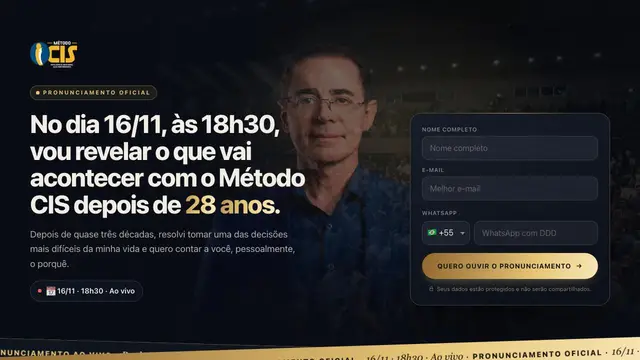 MÉTODO
CIS
PRONUNCIAMENTO OFICIAL
No dia 16/11, às 18h30,
vou revelar o que vai
acontecer com o Método
CIS depois de 28 anos.
Depois de quase três décadas, resolvi tomar uma das decisões
mais difíceis da minha vida e quero contar a você, pessoalmente,
o porquê.
16/11 · 18h30 · Ao vivo
NOME COMPLETO
Nome completo
E-MAIL
Melhor e-mail
WHATSAPP
+55
WhatsApp com DDD
QUERO OUVIR O PRONUNCIAMENTO →
Seus dados estão protegidos e não serão compartilhados.
16/11 · 18h30 · Ao vivo · PRONUNCIAMENTO OFICIAL · 16/11